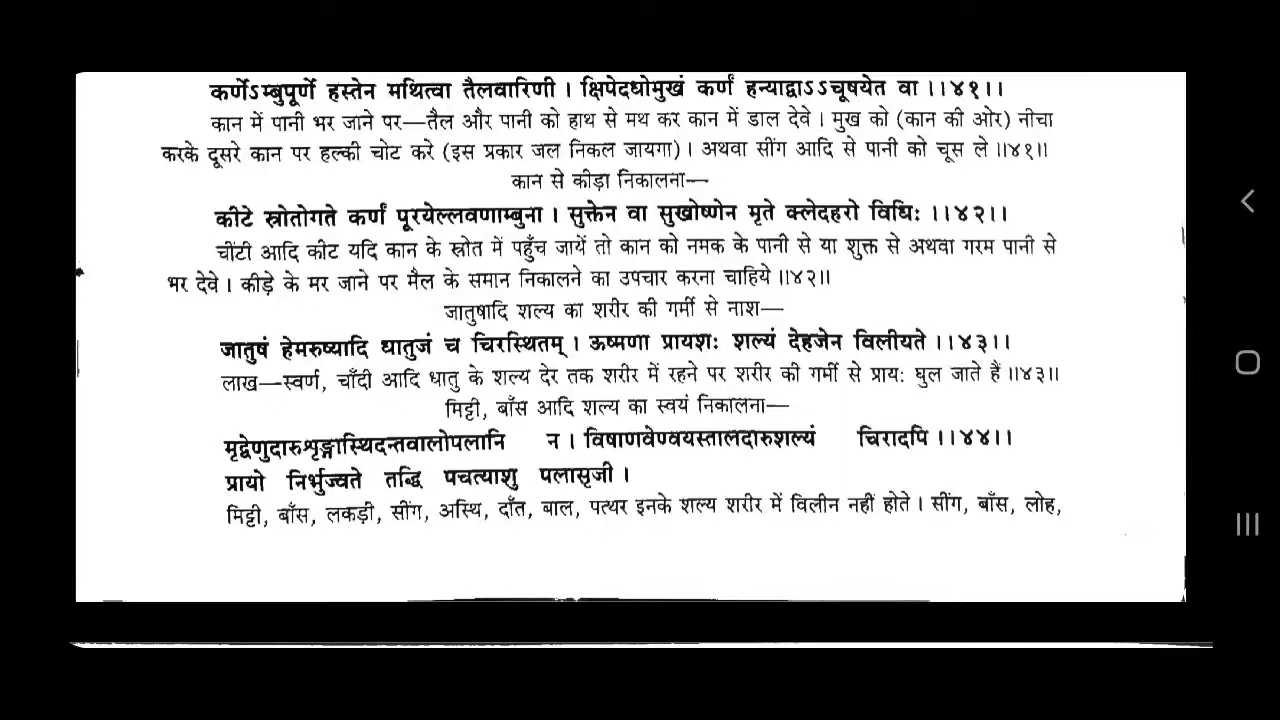 कर्णेऽम्बुपूर्णे हस्तेन मथित्वा तैलवारिणी । क्षिपेदधोमुखं कर्णं हन्याद्वाऽऽचूषयेत वा ।।४१।।
कान में पानी भर जाने पर—तैल और पानी को हाथ से मथ कर कान में डाल देवे । मुख को (कान की ओर) नीचा
करके दूसरे कान पर हल्की चोट करे (इस प्रकार जल निकल जायगा) । अथवा सींग आदि से पानी को चूस ले ॥४१॥
कान से कीड़ा निकालना—
कीटे स्रोतोगते कर्णं पूरयेल्लवणाम्बुना । सुक्तेन वा सुखोष्णेन मृते क्लेदहरो विधिः ।।४२।।
चींटी आदि कीट यदि कान के स्रोत में पहुँच जायें तो कान को नमक के पानी से या शुक्त से अथवा गरम पानी से
भर देवे । कीड़े के मर जाने पर मैल के समान निकालने का उपचार करना चाहिये ॥४२॥
जातुषादि शल्य का शरीर की गर्मी से नाश—
जातुषं हेमरुष्यादि धातुजं च चिरस्थितम् । ऊष्मणा प्रायशः शल्यं देहजेन विलीयते ।।४३।।
लाख—स्वर्ण, चाँदी आदि धातु के शल्य देर तक शरीर में रहने पर शरीर की गर्मी से प्रायः घुल जाते हैं ॥४३॥
मिट्टी, बाँस आदि शल्य का स्वयं निकालना—
मृद्वेणुदारुशृङ्गास्थिदन्तवालोपलानि न । विषाणवेण्वयस्तालदारुशल्यं चिरादपि ।।४४।।
प्रायो निर्भुज्वते तद्धि पचत्याशु पलासृजी ।
मिट्टी, बाँस, लकड़ी, सींग, अस्थि, दाँत, बाल, पत्थर इनके शल्य शरीर में विलीन नहीं होते । सींग, बाँस, लोह,